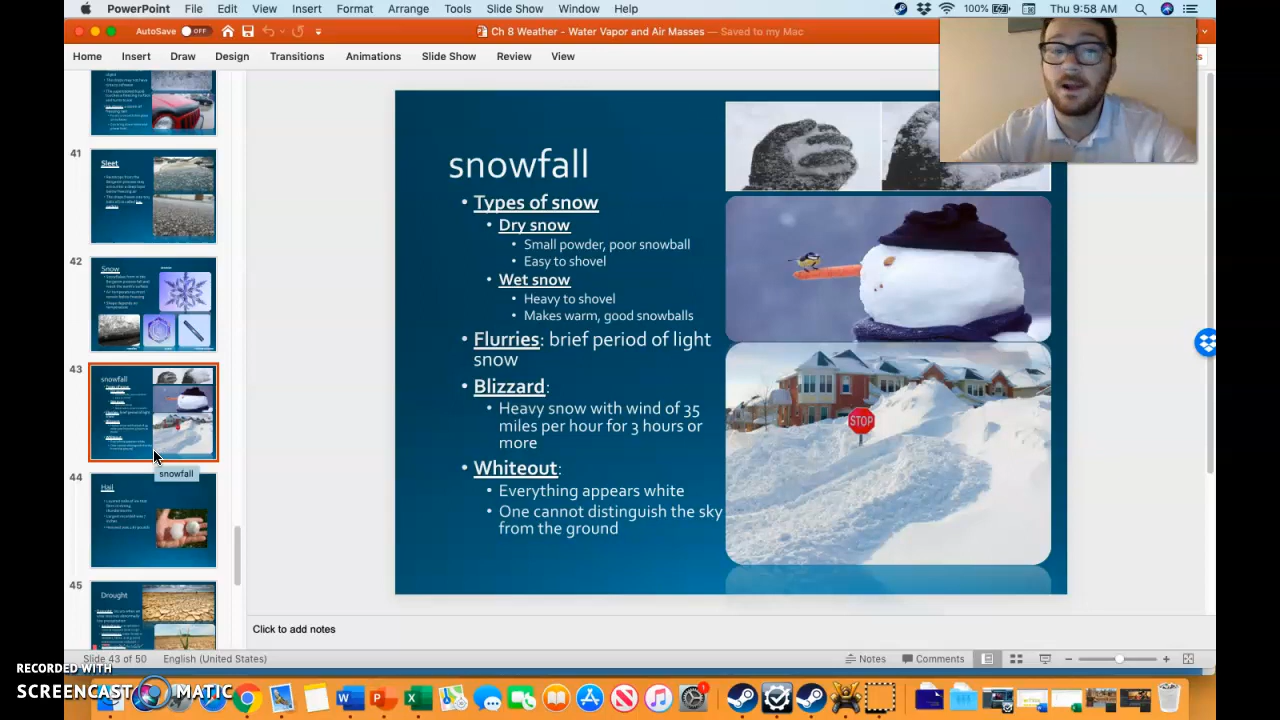 PowerPoint File Edit View Insert Format Arrange Tools Slide Show Window Help 100% Thu 9:58 AM
AutoSave OFF Ch 8 Weather - Water Vapor and Air Masses — Saved to my Mac
Home Insert Draw Design Transitions Animations Slide Show Review View
41
Sleet
42
Snow
43
snowfall
snowfall
44
Hail
45
Drought
snowfall
• Types of snow
• Dry snow
• Small powder, poor snowball
• Easy to shovel
• Wet snow
• Heavy to shovel
• Makes warm, good snowballs
• Flurries: brief period of light
snow
• Blizzard:
• Heavy snow with wind of 35
miles per hour for 3 hours or
more
• Whiteout:
• Everything appears white
• One cannot distinguish the sky
from the ground
STOP
Click to add notes
Slide 43 of 50 English (United States) Notes Comments
RECORDED WITH
SCREENCAST MATIC